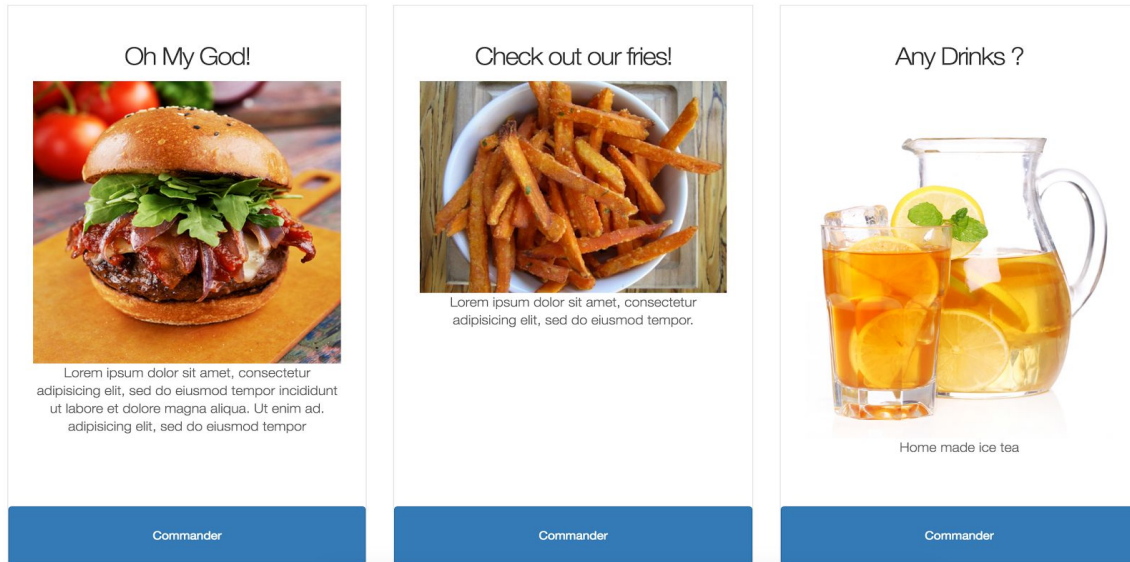 Oh My God!
Lorem ipsum dolor sit amet, consectetur
adipisicing elit, sed do eiusmod tempor incididunt
ut labore et dolore magna aliqua. Ut enim ad.
adipisicing elit, sed do eiusmod tempor
Commander
Check out our fries!
Lorem ipsum dolor sit amet, consectetur
adipisicing elit, sed do eiusmod tempor.
Commander
Any Drinks ?
Home made ice tea
Commander